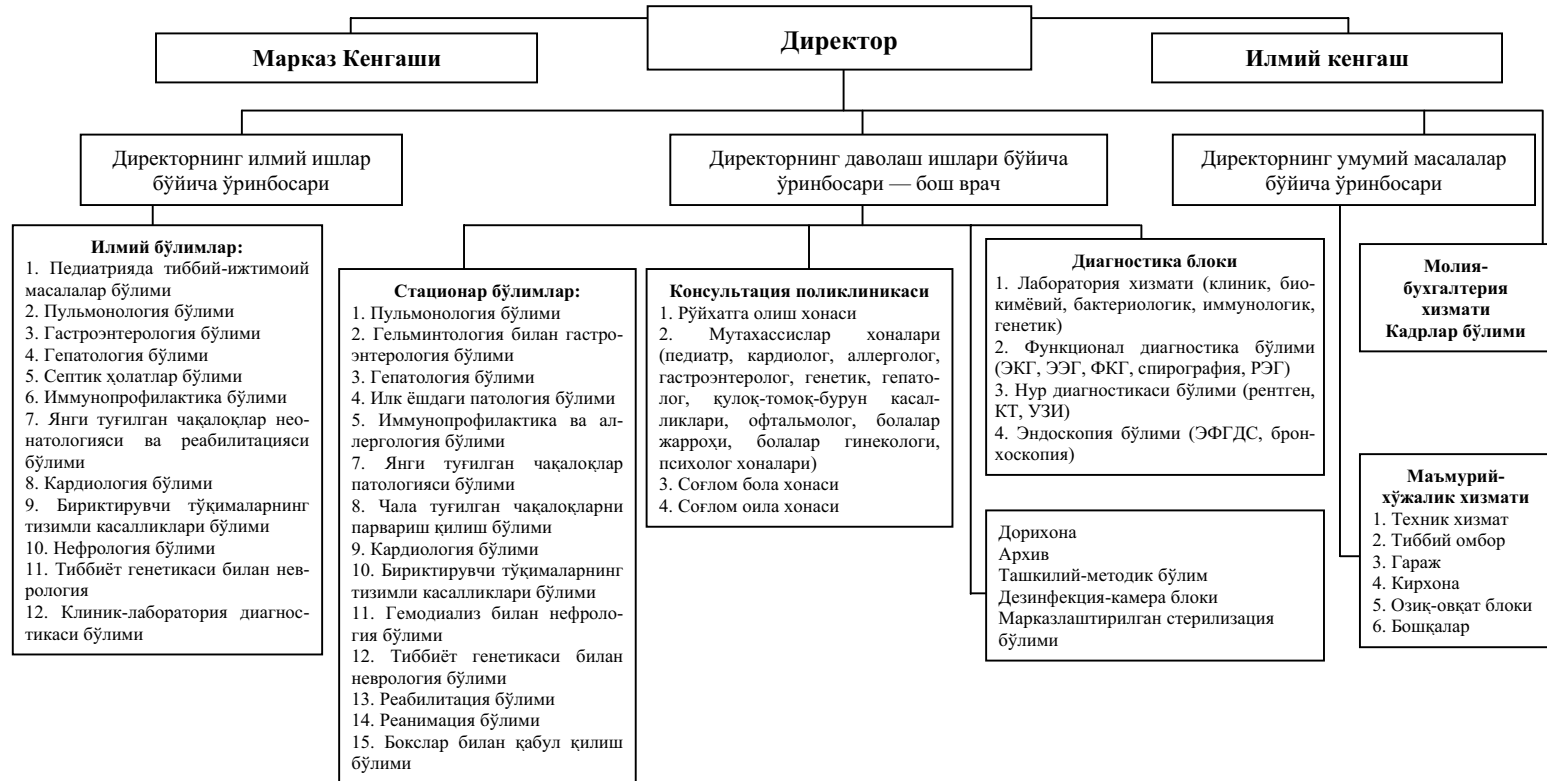 Директор
Марказ Кенгаши
Илмий кенгаш
Директорнинг илмий ишлар
бўйича ўринбосари
Директорнинг даволаш ишлари бўйича
ўринбосари — бош врач
Директорнинг умумий масалалар
бўйича ўринбосари
Илмий бўлимлар:
1. Педиатрияда тиббий-ижтимоий
масалалар бўлими
2. Пульмонология бўлими
3. Гастроэнтерология бўлими
4. Гепатология бўлими
5. Септик ҳолатлар бўлими
6. Иммунопрофилактика бўлими
7. Янги туғилган чақалоқлар нео-
натологияси ва реабилитацияси
бўлими
8. Кардиология бўлими
9. Бириктирувчи тўқималарнинг
тизимли касалликлари бўлими
10. Нефрология бўлими
11. Тиббиёт генетикаси билан нев-
рология
12. Клиник-лаборатория диагнос-
тикаси бўлими
Стационар бўлимлар:
1. Пульмонология бўлими
2. Гельминтология билан гастро-
энтерология бўлими
3. Гепатология бўлими
4. Илк ёшдаги патология бўлими
5. Иммунопрофилактика ва ал-
лергология бўлими
7. Янги туғилган чақалоқлар
патологияси бўлими
8. Чала туғилган чақалоқларни
парвариш қилиш бўлими
9. Кардиология бўлими
10. Бириктирувчи тўқималарнинг
тизимли касалликлари бўлими
11. Гемодиализ билан нефроло-
гия бўлими
12. Тиббиёт генетикаси билан
неврология бўлими
13. Реабилитация бўлими
14. Реанимация бўлими
15. Бокслар билан қабул қилиш
бўлими
Консультация поликлиникаси
1. Рўйхатга олиш хонаси
2. Мутахассислар хоналари
(педиатр, кардиолог, аллерголог,
гастроэнтеролог, генетик, гепато-
лог, қулоқ-томоқ-бурун касал-
ликлари, офтальмолог, болалар
жарроҳи, болалар гинекологи,
психолог хоналари)
3. Соғлом бола хонаси
4. Соғлом оила хонаси
Диагностика блоки
1. Лаборатория хизмати (клиник, био-
кимёвий, бактериологик, иммунологик,
генетик)
2. Функционал диагностика бўлими
(ЭКГ, ЭЭГ, ФКГ, спирография, РЭГ)
3. Нур диагностикаси бўлими (рентген,
КТ, УЗИ)
4. Эндоскопия бўлими (ЭФГДС, брон-
хоскопия)
Дорихона
Архив
Ташкилий-методик бўлим
Дезинфекция-камера блоки
Марказлаштирилган стерилизация
бўлими
Молия-
бухгалтерия
хизмати
Кадрлар бўлими
Маъмурий-
хўжалик хизмати
1. Техник хизмат
2. Тиббий омбор
3. Гараж
4. Кирхона
5. Озиқ-овқат блоки
6. Бошқалар